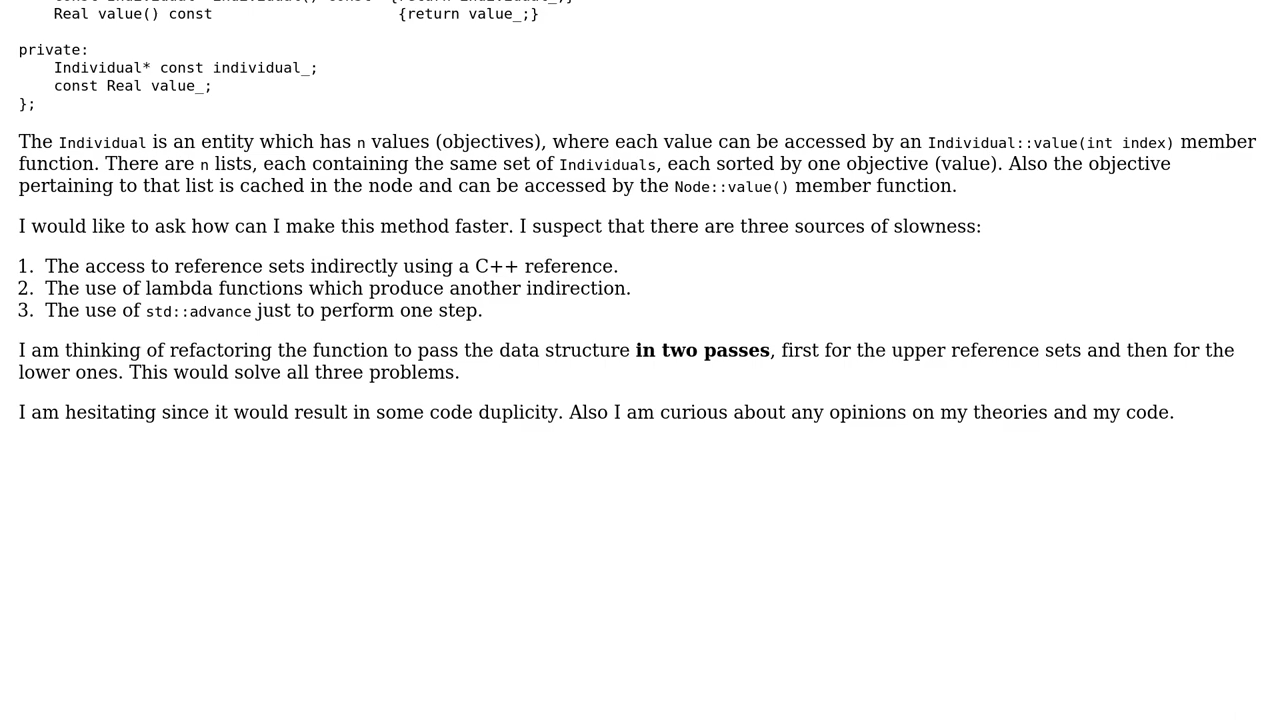 Real value() const                     {return value_;}
private:
Individual* const individual_;
const Real value_;
};
The Individual is an entity which has n values (objectives), where each value can be accessed by an Individual::value(int index) member
function. There are n lists, each containing the same set of Individuals, each sorted by one objective (value). Also the objective
pertaining to that list is cached in the node and can be accessed by the Node::value() member function.
I would like to ask how can I make this method faster. I suspect that there are three sources of slowness:
1. The access to reference sets indirectly using a C++ reference.
2. The use of lambda functions which produce another indirection.
3. The use of std::advance just to perform one step.
I am thinking of refactoring the function to pass the data structure in two passes, first for the upper reference sets and then for the
lower ones. This would solve all three problems.
I am hesitating since it would result in some code duplicity. Also I am curious about any opinions on my theories and my code.